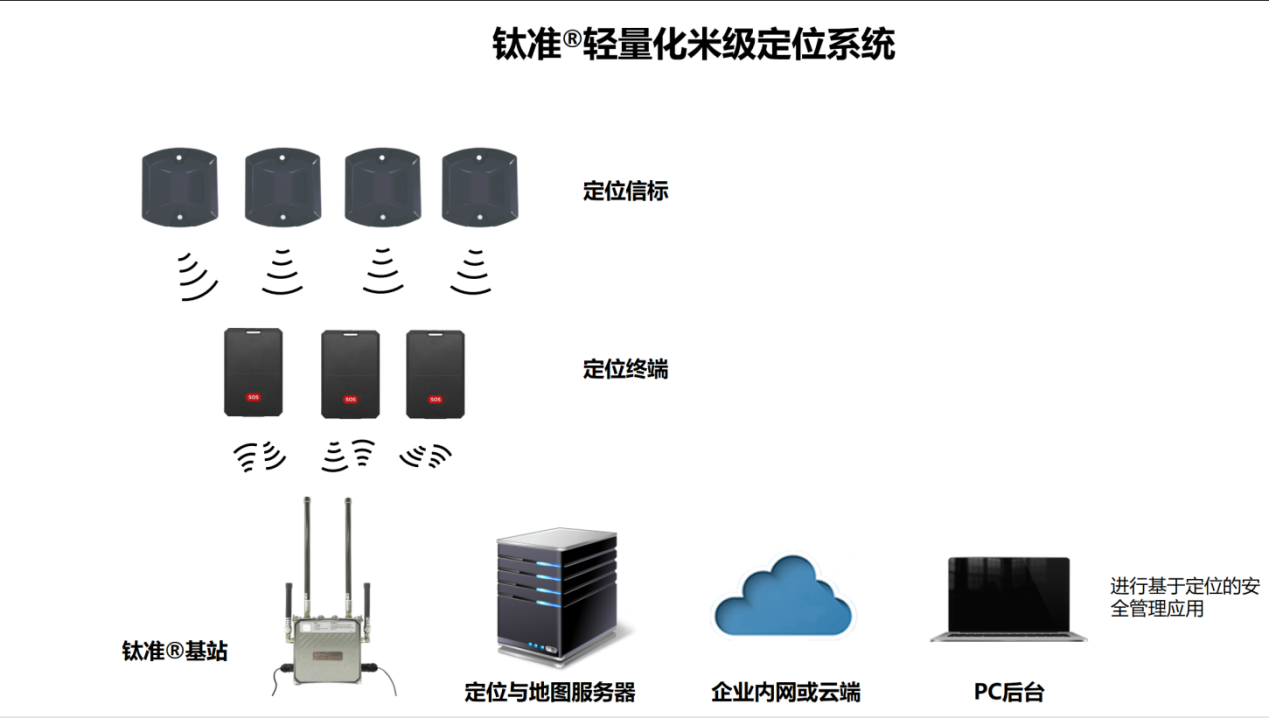 钛准®轻量化米级定位系统
定位信标
定位终端
SOS
SOS
SOS
进行基于定位的安
全管理应用
钛准®基站
定位与地图服务器
企业内网或云端
PC后台